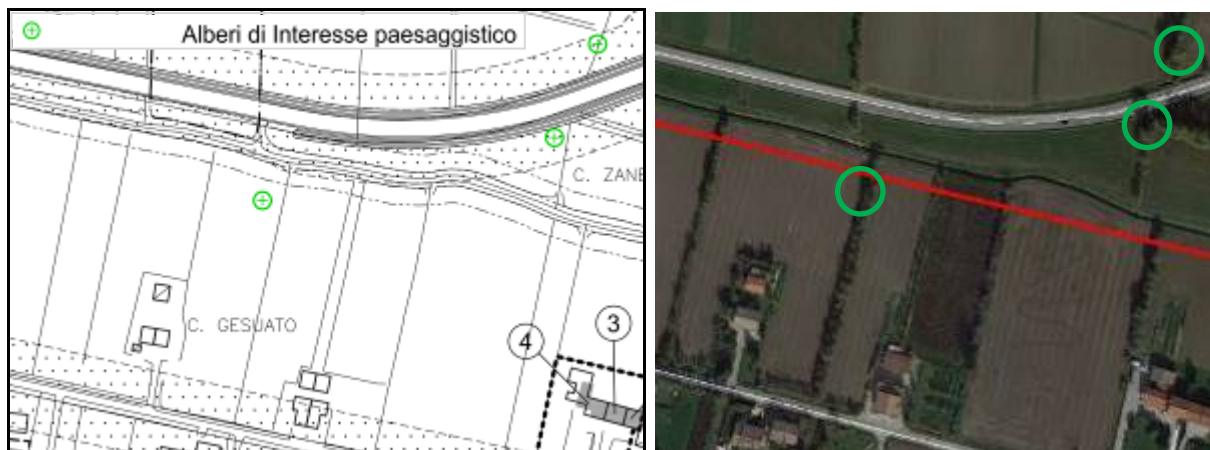 Alberi di Interesse paesaggistico
C. ZANE
C. GESUATO
3
4